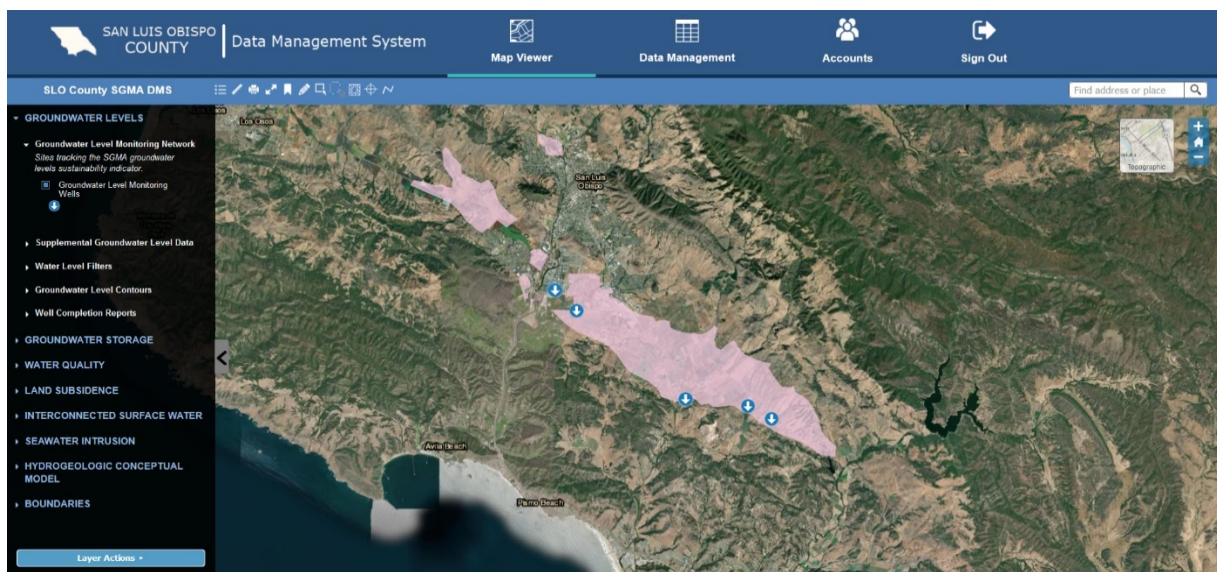 SAN LUIS OBISPO
COUNTY
Data Management System
Map Viewer
Data Management
Accounts
Sign Out
SLO County SGMA DMS
Find address or place
GROUNDWATER LEVELS
Groundwater Level Monitoring Network
Sites tracking the SGMA groundwater
levels sustainability indicator.
Groundwater Level Monitoring
Wells
Supplemental Groundwater Level Data
Water Level Filters
Groundwater Level Contours
Well Completion Reports
GROUNDWATER STORAGE
WATER QUALITY
LAND SUBSIDENCE
INTERCONNECTED SURFACE WATER
SEAWATER INTRUSION
HYDROGEOLOGIC CONCEPTUAL
MODEL
BOUNDARIES
Layer Actions
Los Osos
San Luis
Obispo
Avila Beach
Pismo Beach
Topographic